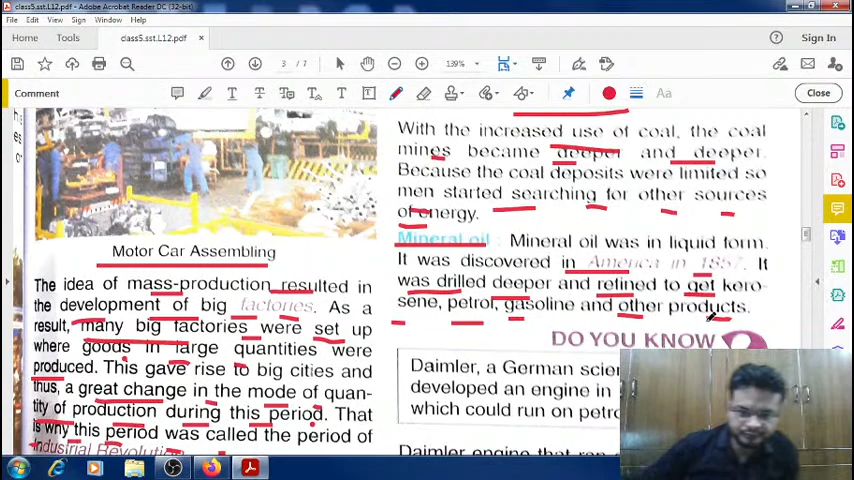 class5.sst.L12.pdf - Adobe Acrobat Reader DC (32-bit)
File Edit View Sign Window Help
Home Tools class5.sst.L12.pdf × Sign In
3 / 7 139%
Comment Aa Close
Motor Car Assembling
The idea of mass-production resulted in
the development of big factories. As a
result, many big factories were set up
where goods in large quantities were
produced. This gave rise to big cities and
thus, a great change in the mode of quan-
tity of production during this period. That
is why this period was called the period of
Industrial Revolution
With the increased use of coal, the coal
mines became deeper and deeper.
Because the coal deposits were limited so
men started searching for other sources
of energy.
Mineral oil : Mineral oil was in liquid form.
It was discovered in America in 1857. It
was drilled deeper and refined to get kero-
sene, petrol, gasoline and other products.
DO YOU KNOW ?
Daimler, a German scien
developed an engine in
which could run on petro
Daimler engine that ran